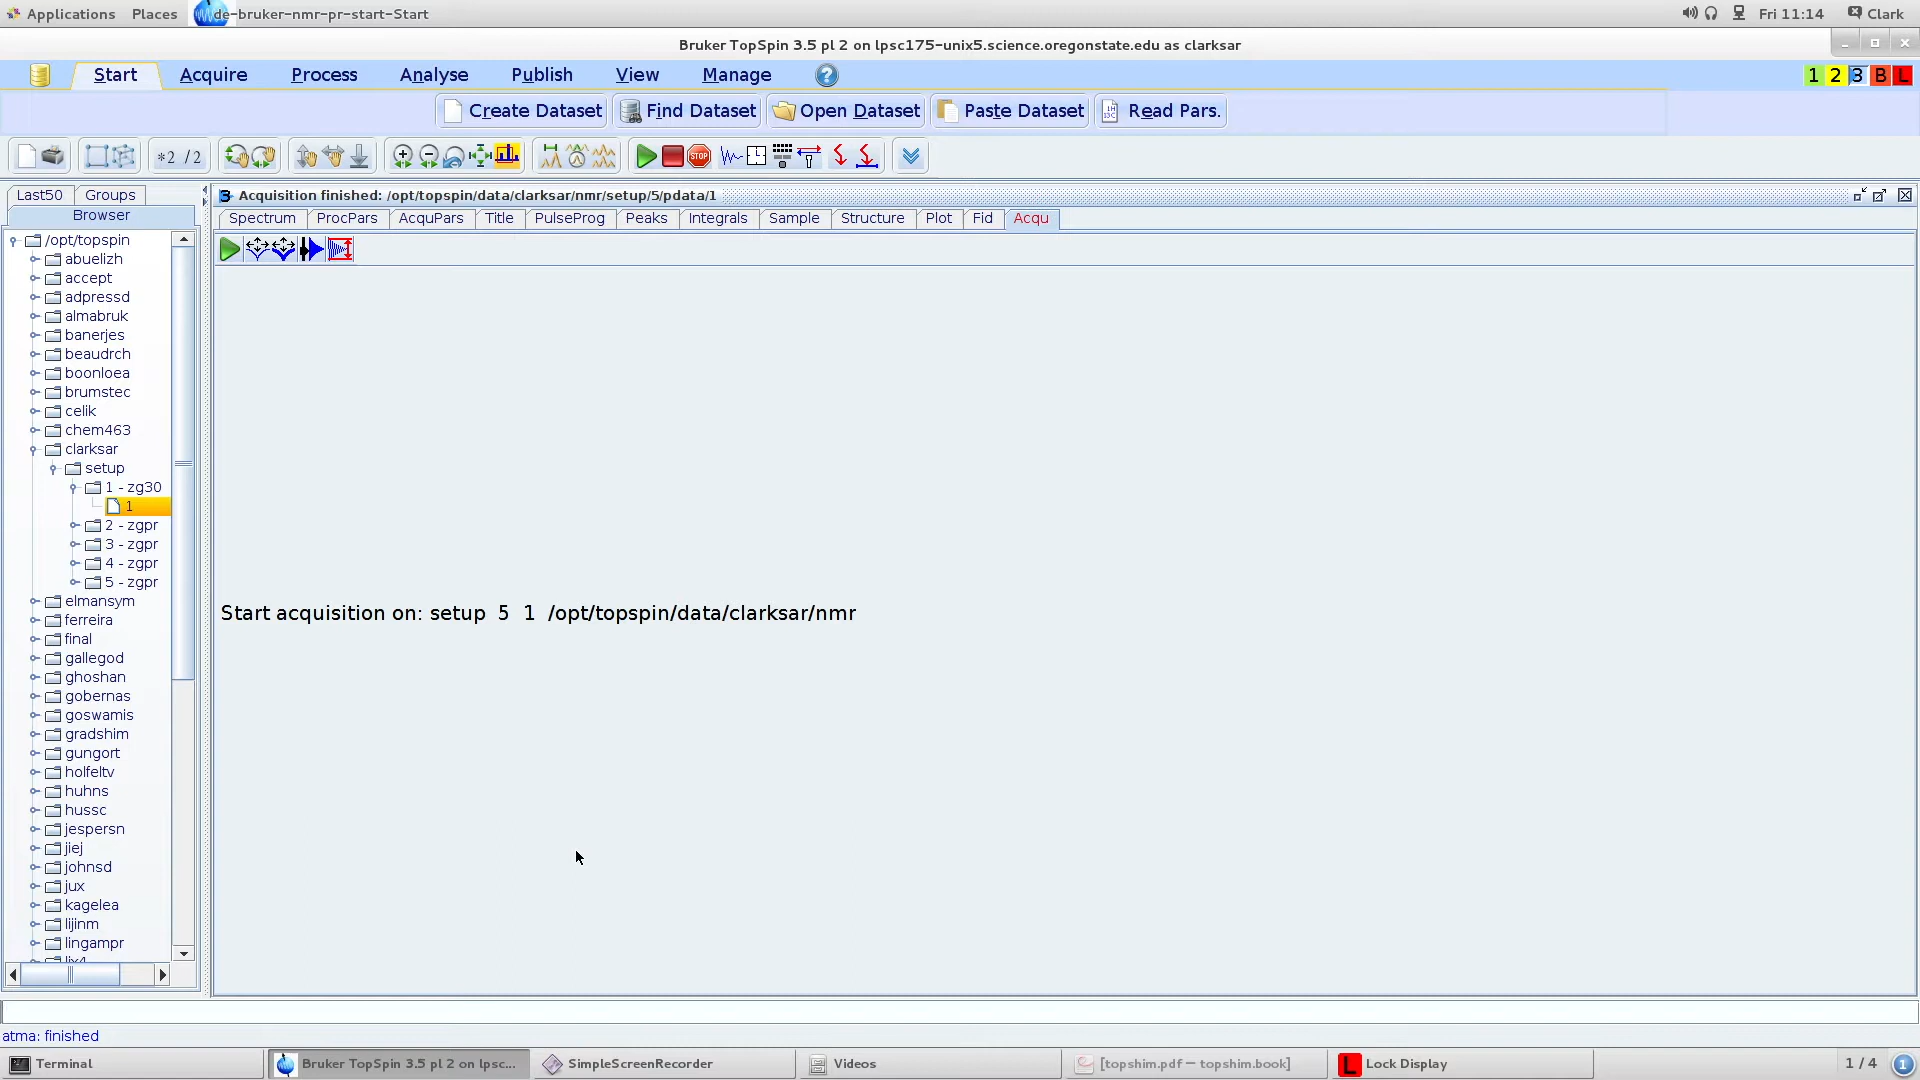 Applications Places de-bruker-nmr-pr-start-Start Fri 11:14 Clark
Bruker TopSpin 3.5 pl 2 on lpsc175-unix5.science.oregonstate.edu as clarksar
Start Acquire Process Analyse Publish View Manage ? 1 2 3 B L
Create Dataset Find Dataset Open Dataset Paste Dataset Read Pars.
*2 /2 STOP
Last50 Groups
Browser
Acquisition finished: /opt/topspin/data/clarksar/nmr/setup/5/pdata/1
Spectrum ProcPars AcquPars Title PulseProg Peaks Integrals Sample Structure Plot Fid Acqu
/opt/topspin
abuelizh
accept
adpressd
almabruk
banerjes
beaudrch
boonloea
brumstec
celik
chem463
clarksar
setup
1 - zg30
1
2 - zgpr
3 - zgpr
4 - zgpr
5 - zgpr
elmansym
ferreira
final
gallegod
ghoshan
gobernas
goswamis
gradshim
gungort
holfeltv
huhns
hussc
jespersn
jiej
johnsd
jux
kagelea
lijinm
lingampr
Start acquisition on: setup 5 1 /opt/topspin/data/clarksar/nmr
atma: finished
Terminal Bruker TopSpin 3.5 pl 2 on lpsc... SimpleScreenRecorder Videos [topshim.pdf — topshim.book] L Lock Display 1 / 4 1